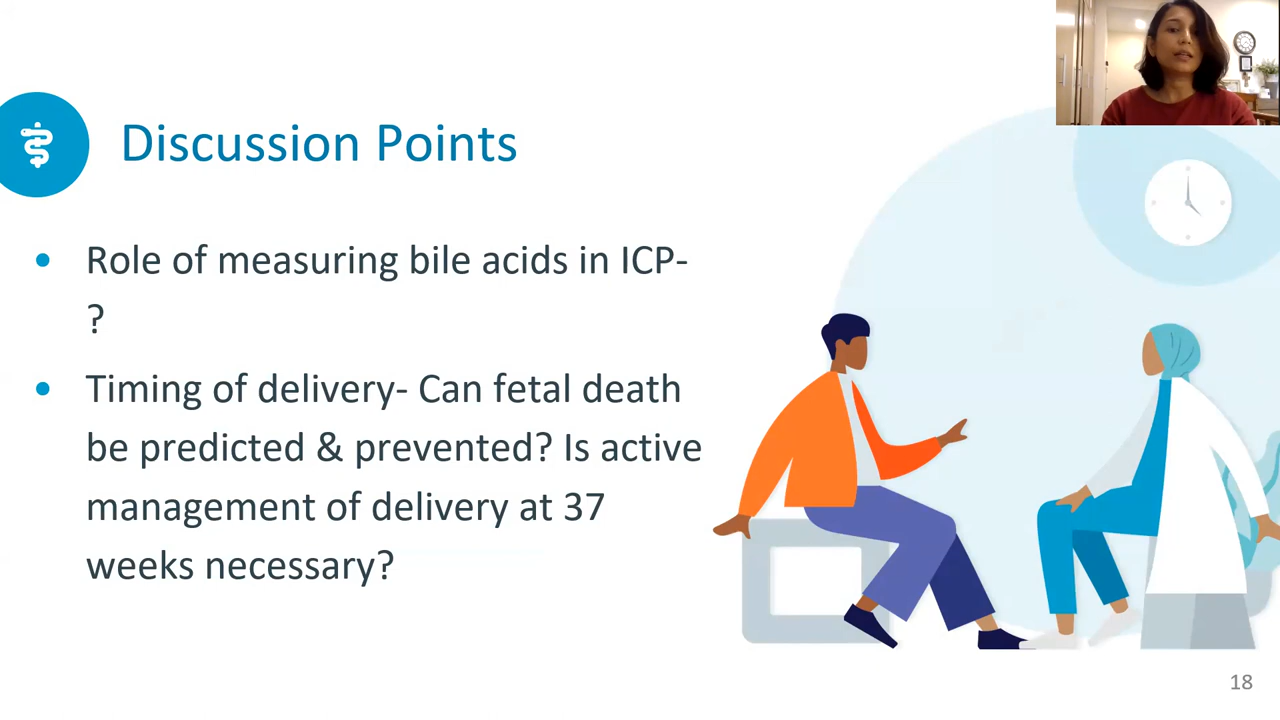 Discussion Points
• Role of measuring bile acids in ICP-
?
• Timing of delivery- Can fetal death
be predicted & prevented? Is active
management of delivery at 37
weeks necessary?
18